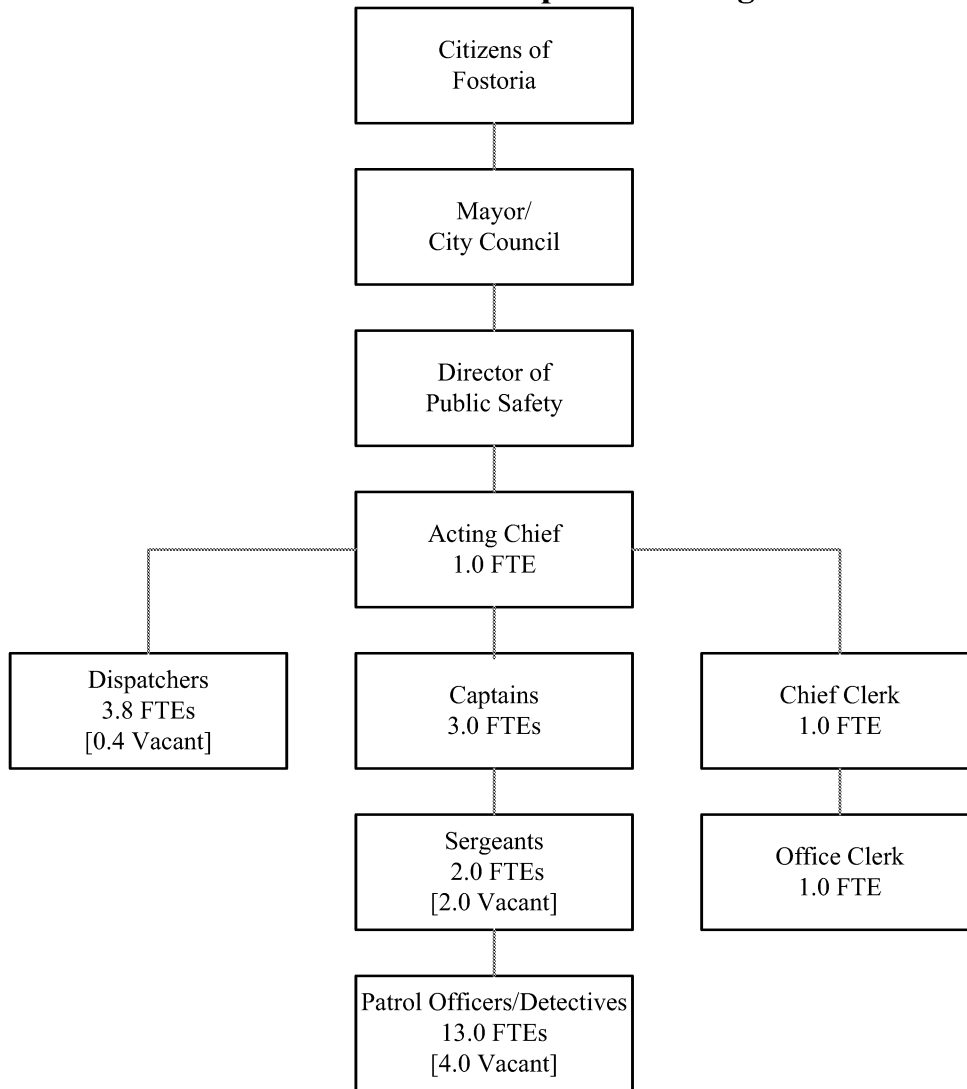 Citizens of
Fostoria
Mayor/
City Council
Director of
Public Safety
Acting Chief
1.0 FTE
Dispatchers
3.8 FTEs
[0.4 Vacant]
Captains
3.0 FTEs
Chief Clerk
1.0 FTE
Sergeants
2.0 FTEs
[2.0 Vacant]
Office Clerk
1.0 FTE
Patrol Officers/Detectives
13.0 FTEs
[4.0 Vacant]